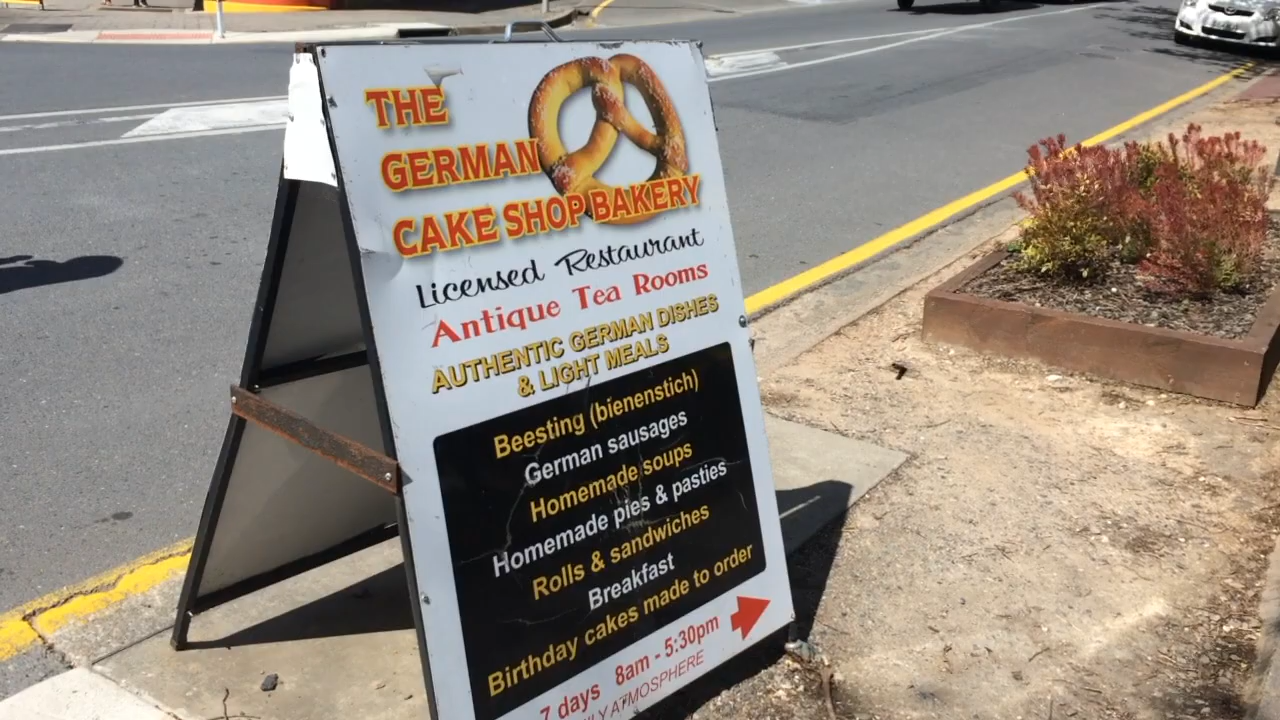 THE
GERMAN
CAKE SHOP BAKERY
Licensed Restaurant
Antique Tea Rooms
AUTHENTIC GERMAN DISHES
& LIGHT MEALS
Beesting (bienenstich)
German sausages
Homemade soups
Homemade pies & pasties
Rolls & sandwiches
Breakfast
Birthday cakes made to order
7 days 8am - 5:30pm
ATMOSPHERE